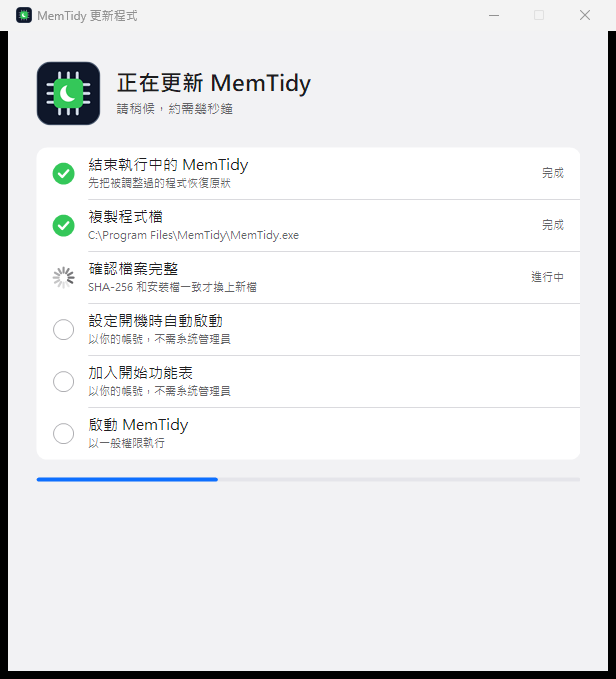 MemTidy 更新程式
正在更新 MemTidy
請稍候，約需幾秒鐘
結束執行中的 MemTidy
先把被調整過的程式恢復原狀
完成
複製程式檔
C:\Program Files\MemTidy\MemTidy.exe
完成
確認檔案完整
SHA-256 和安裝檔一致才換上新檔
進行中
設定開機時自動啟動
以你的帳號，不需系統管理員
加入開始功能表
以你的帳號，不需系統管理員
啟動 MemTidy
以一般權限執行